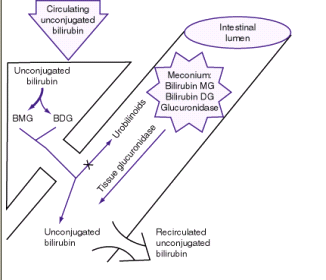 Circulating
unconjugated
bilirubin
Intestinal
lumen
Unconjugated
bilirubin
Meconium:
Bilirubin MG
Bilirubin DG
Glucuronidase
BMG
BDG
Urobilinoids
Tissue glucuronidase
Unconjugated
bilirubin
Recirculated
unconjugated
bilirubin